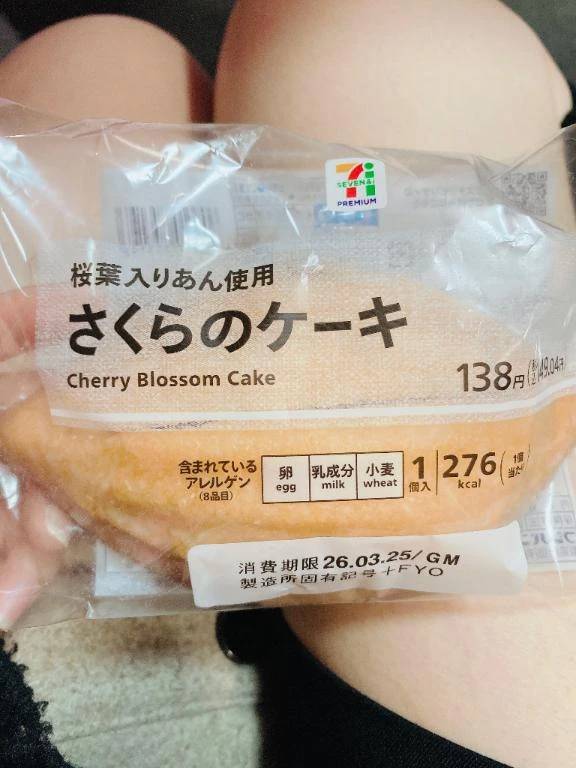 SEVEN&i
PREMIUM
桜葉入りあん使用
さくらのケーキ
Cherry Blossom Cake
138円
含まれている
アレルゲン
(8品目)
卵
egg
乳成分
milk
小麦
wheat
1
個入
276
kcal
消費期限 26.03.25/GM
製造所固有記号 +FYO